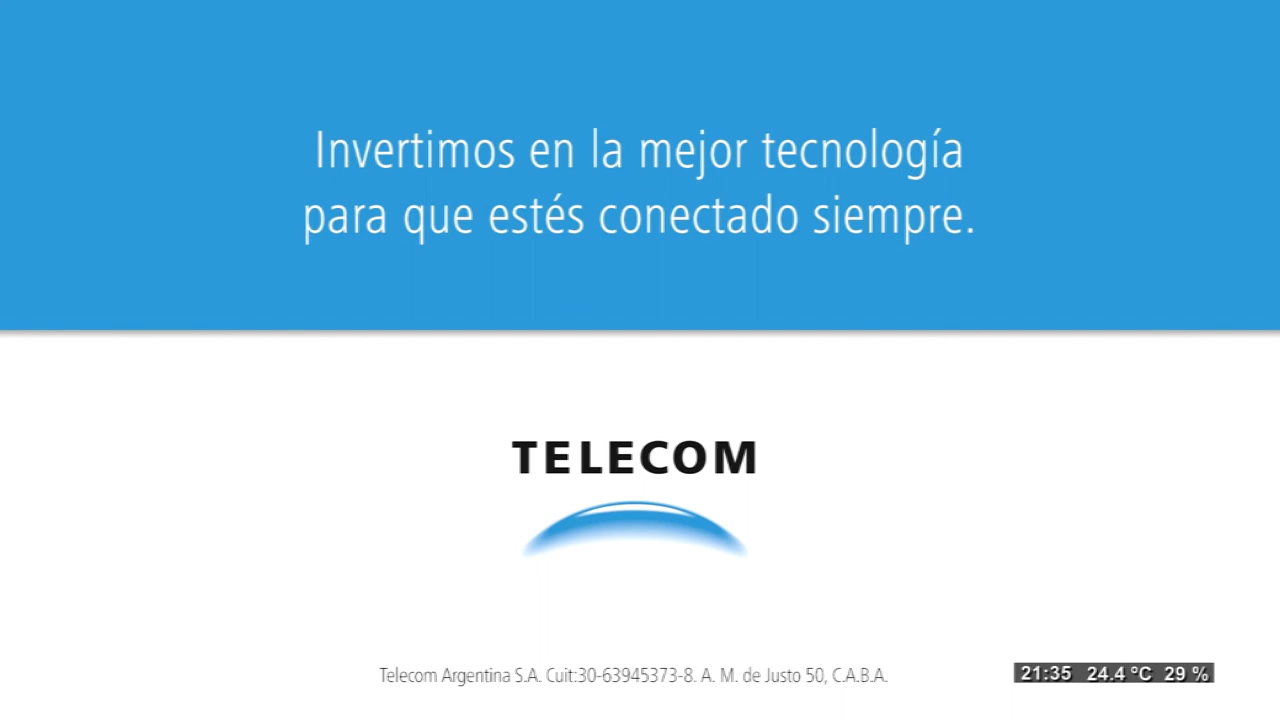 Invertimos en la mejor tecnología
para que estés conectado siempre.
TELECOM
Telecom Argentina S.A. Cuit:30-63945373-8. A. M. de Justo 50, C.A.B.A.
21:35 24.4 ºC 29 %